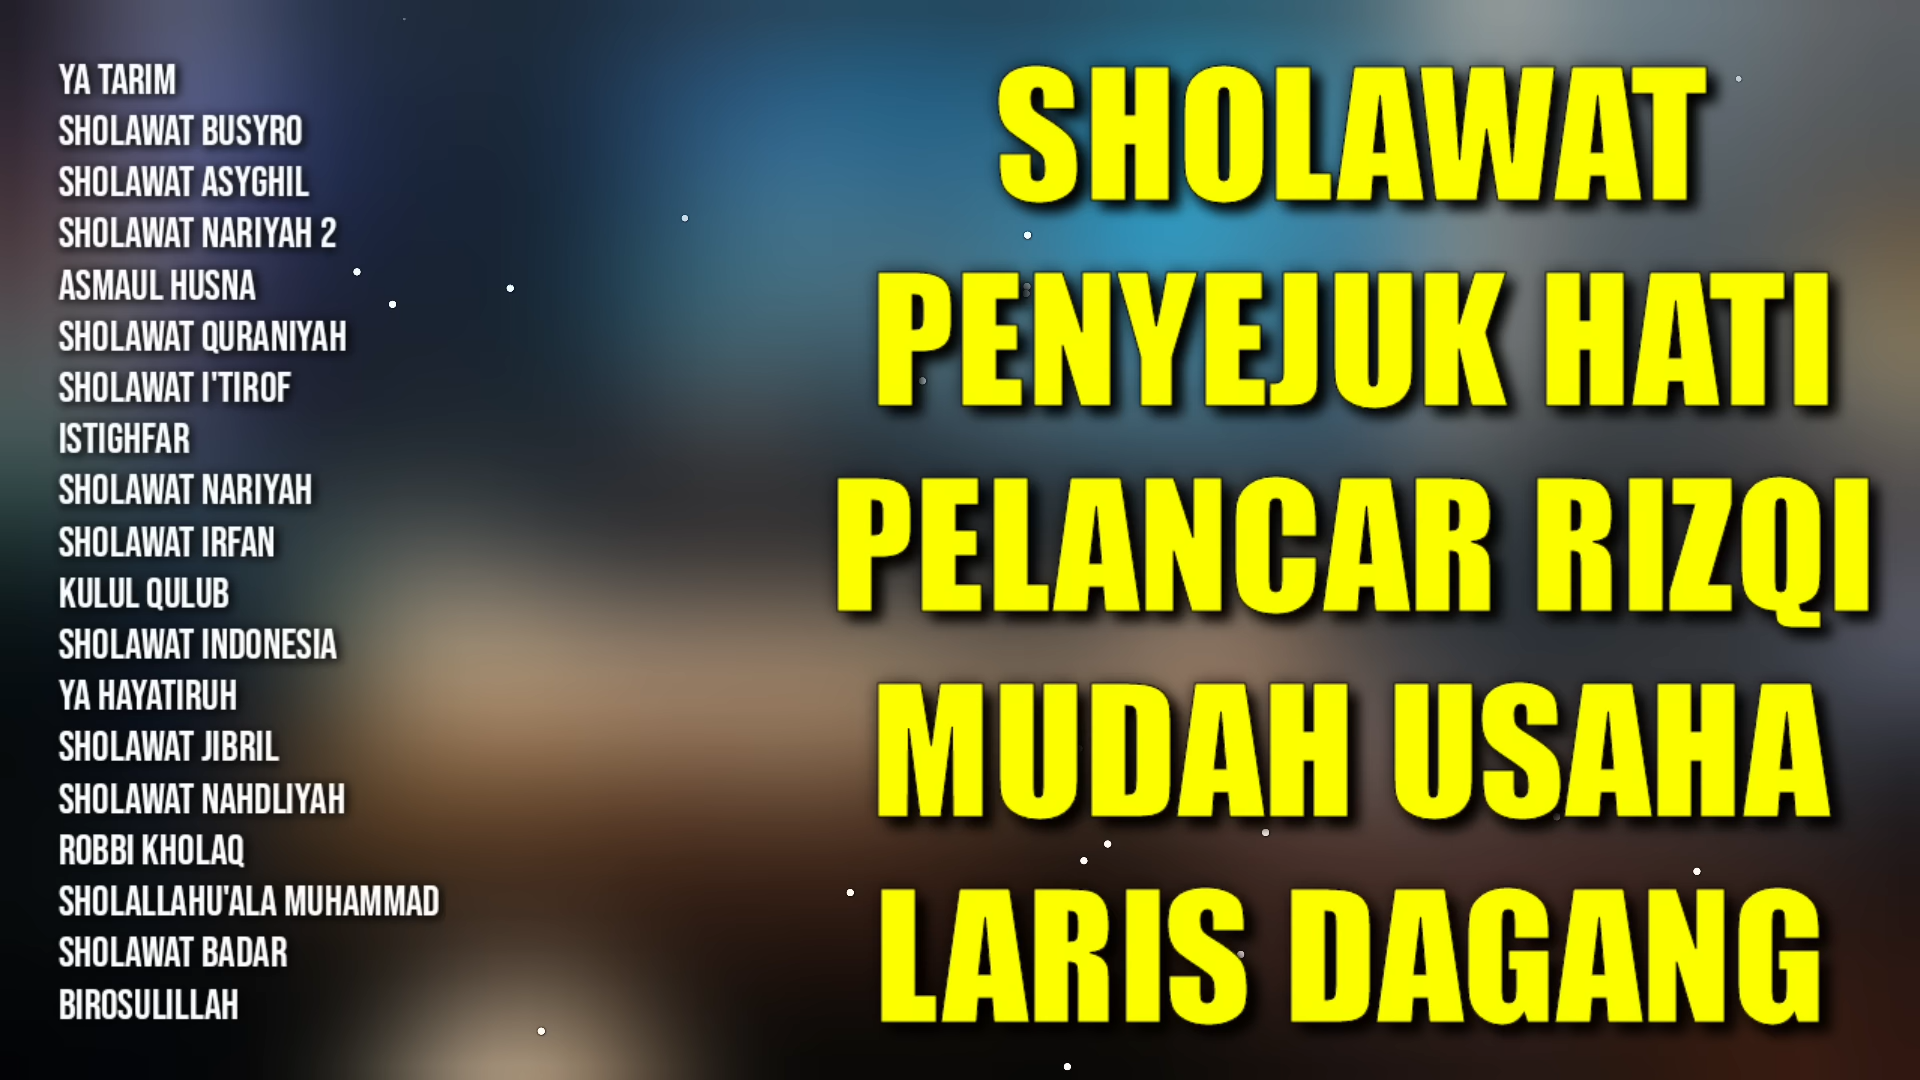 YA TARIM
SHOLAWAT BUSYRO
SHOLAWAT ASYGHIL
SHOLAWAT NARIYAH 2
ASMAUL HUSNA
SHOLAWAT QURANIYAH
SHOLAWAT I'TIROF
ISTIGHFAR
SHOLAWAT NARIYAH
SHOLAWAT IRFAN
KULUL QULUB
SHOLAWAT INDONESIA
YA HAYATIRUH
SHOLAWAT JIBRIL
SHOLAWAT NAHDLIYAH
ROBBI KHOLAQ
SHOLALLAHU'ALA MUHAMMAD
SHOLAWAT BADAR
BIROSULILLAH
SHOLAWAT
PENYEJUK HATI
PELANCAR RIZQI
MUDAH USAHA
LARIS DAGANG